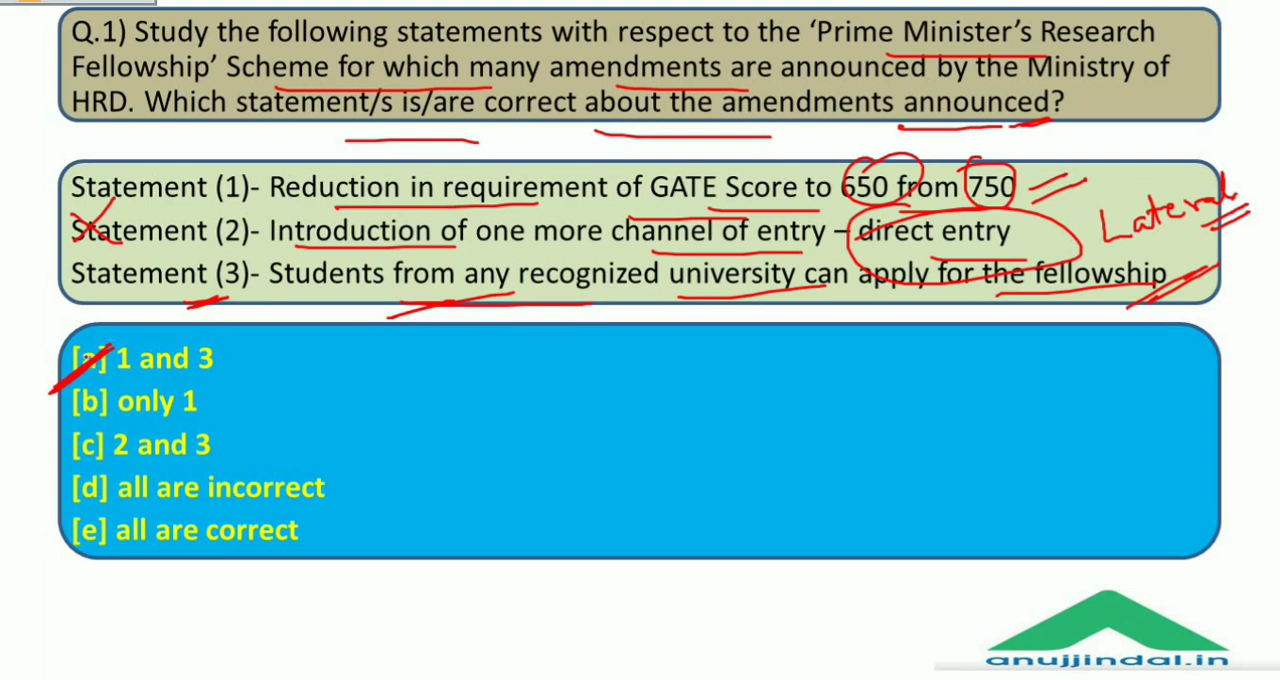 Q.1) Study the following statements with respect to the ‘Prime Minister’s Research
Fellowship’ Scheme for which many amendments are announced by the Ministry of
HRD. Which statement/s is/are correct about the amendments announced?
Statement (1)- Reduction in requirement of GATE Score to 650 from 750
Statement (2)- Introduction of one more channel of entry – direct entry
Lateral
Statement (3)- Students from any recognized university can apply for the fellowship
[a] 1 and 3
[b] only 1
[c] 2 and 3
[d] all are incorrect
[e] all are correct
anujjindal.in